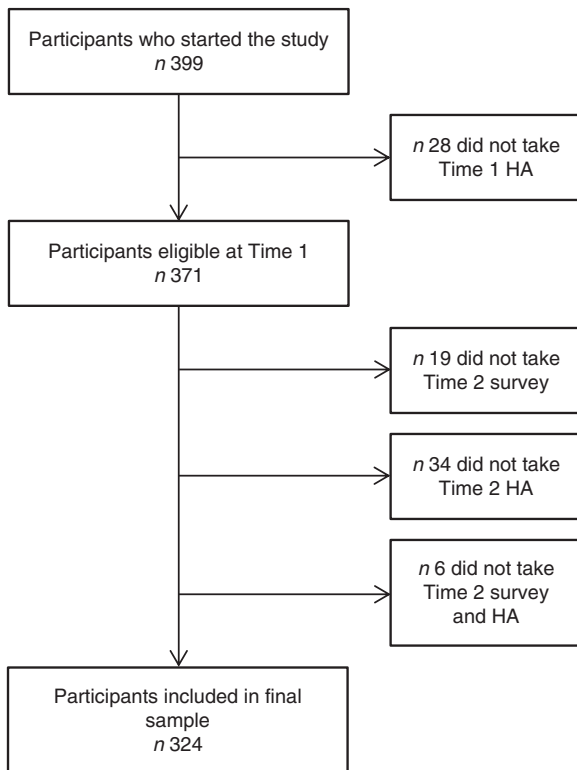 Participants who started the study
n 399
n 28 did not take
Time 1 HA
Participants eligible at Time 1
n 371
n 19 did not take
Time 2 survey
n 34 did not take
Time 2 HA
n 6 did not take
Time 2 survey
and HA
Participants included in final
sample
n 324